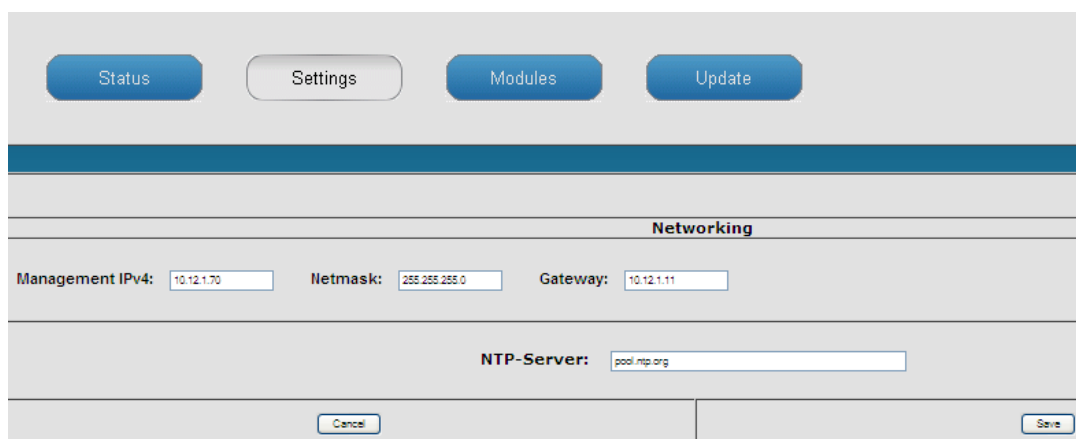 Status Settings Modules Update
Networking
Management IPv4: 10.12.1.70 Netmask: 255.255.255.0 Gateway: 10.12.1.11
NTP-Server: pool.ntp.org
Cancel Save